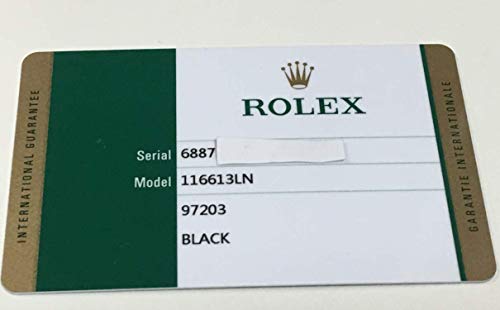 INTERNATIONAL GUARANTEE
ROLEX
Serial 6887
Model 116613LN
97203
BLACK
GARANTIE INTERNATIONALE